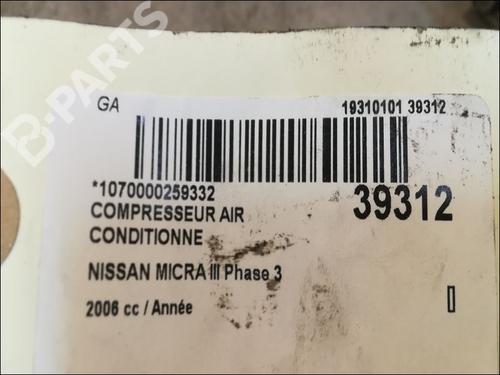 B-PARTS
GA 19310101 39312
*1070000259332 39312
COMPRESSEUR AIR
CONDITIONNE
NISSAN MICRA III Phase 3
2006 cc / Année